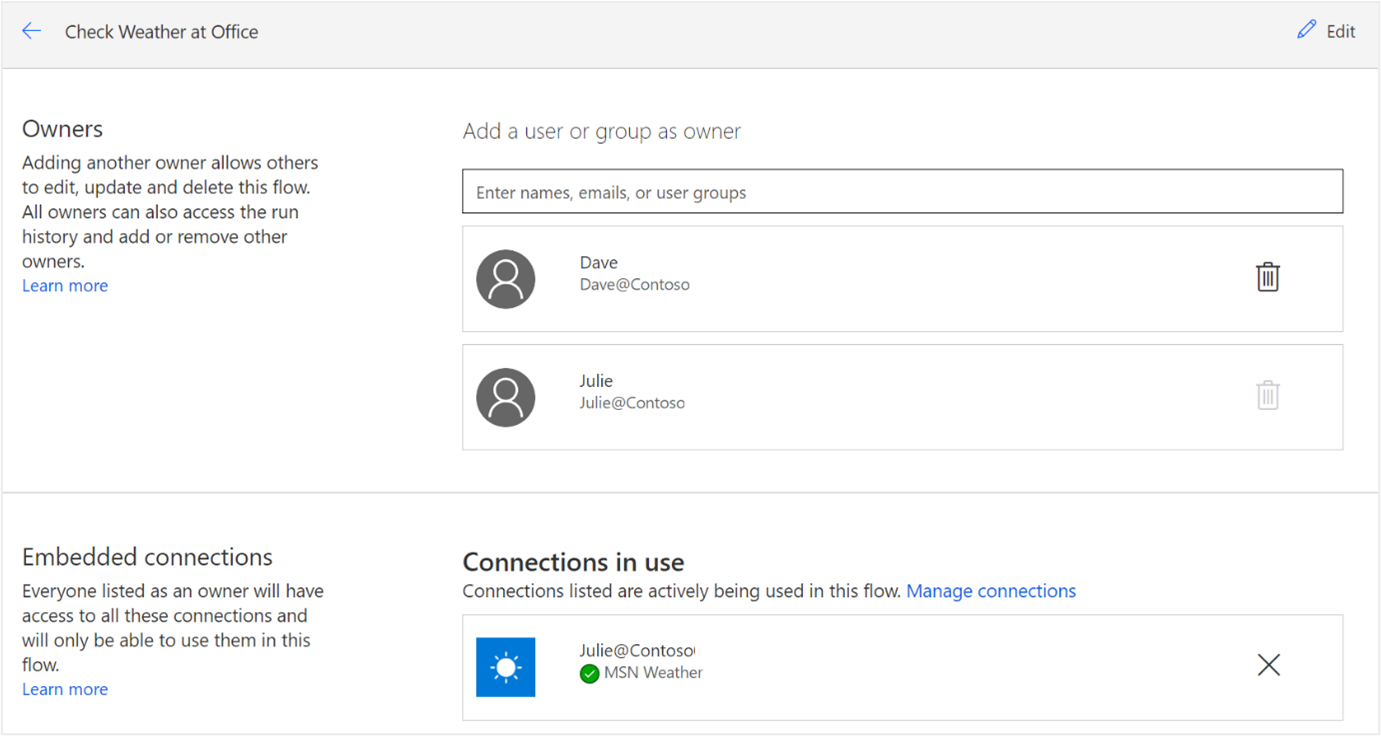 Check Weather at Office
Edit
Owners
Adding another owner allows others
to edit, update and delete this flow.
All owners can also access the run
history and add or remove other
owners.
Learn more
Add a user or group as owner
Enter names, emails, or user groups
Dave
Dave@Contoso
Julie
Julie@Contoso
Embedded connections
Everyone listed as an owner will have
access to all these connections and
will only be able to use them in this
flow.
Learn more
Connections in use
Connections listed are actively being used in this flow. Manage connections
Julie@Contoso
MSN Weather